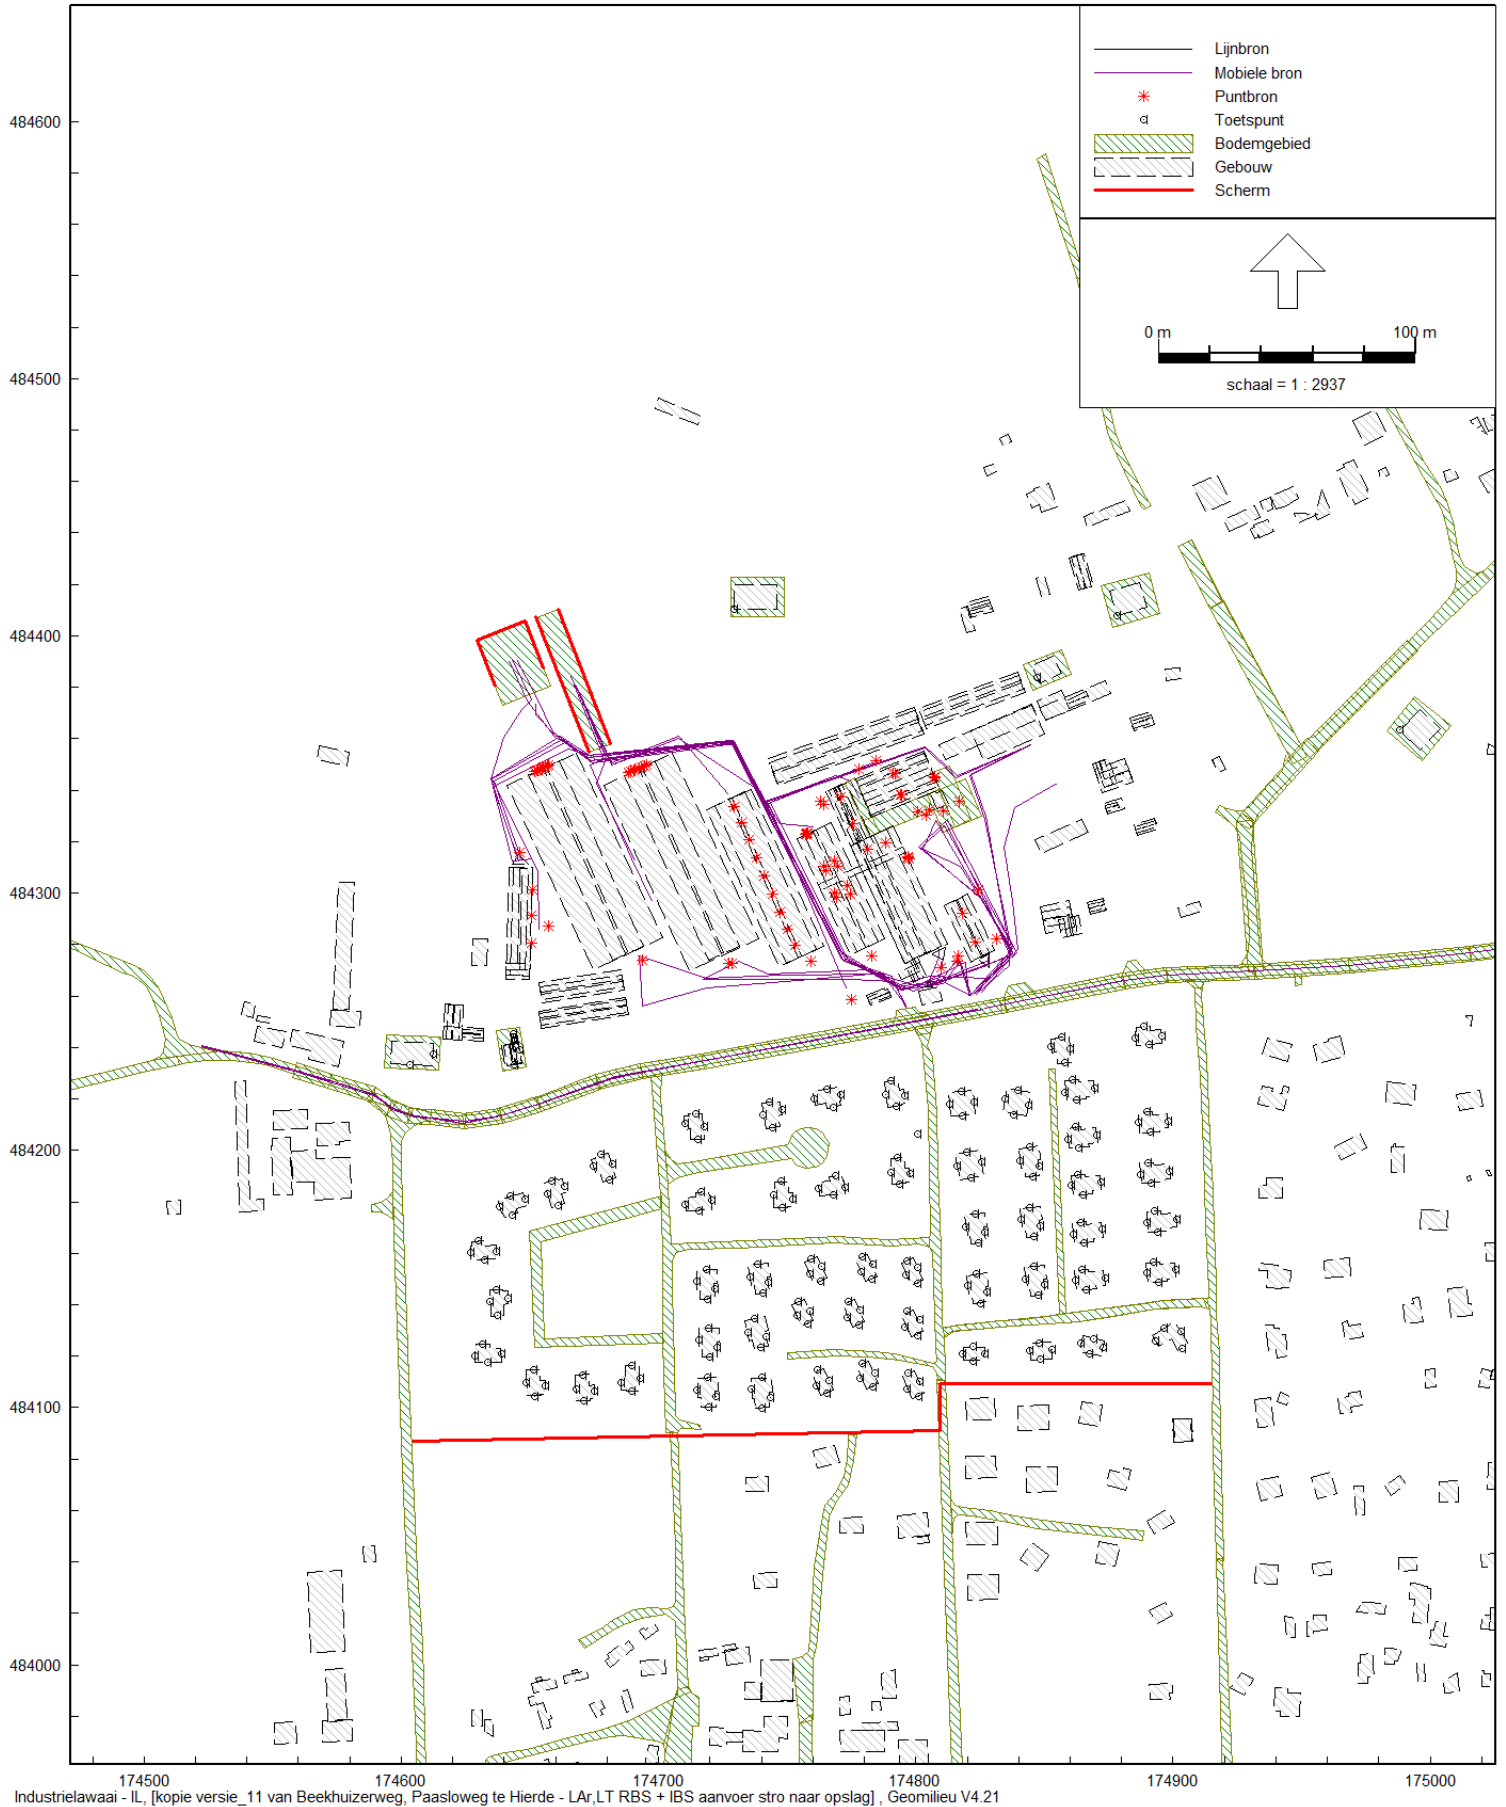 Lijnbron
Mobiele bron
Puntbron
Toetspunt
Bodemgebied
Gebouw
Scherm
0 m
100 m
schaal = 1 : 2937
484600
484500
484400
484300
484200
484100
484000
174500
174600
174700
174800
174900
175000
Industrielawaai - IL, [kopie versie_11 van Beekhuizerweg, Paasloweg te Hierde - LAr,LT RBS + IBS aanvoer stro naar opslag] , Geomilieu V4.21